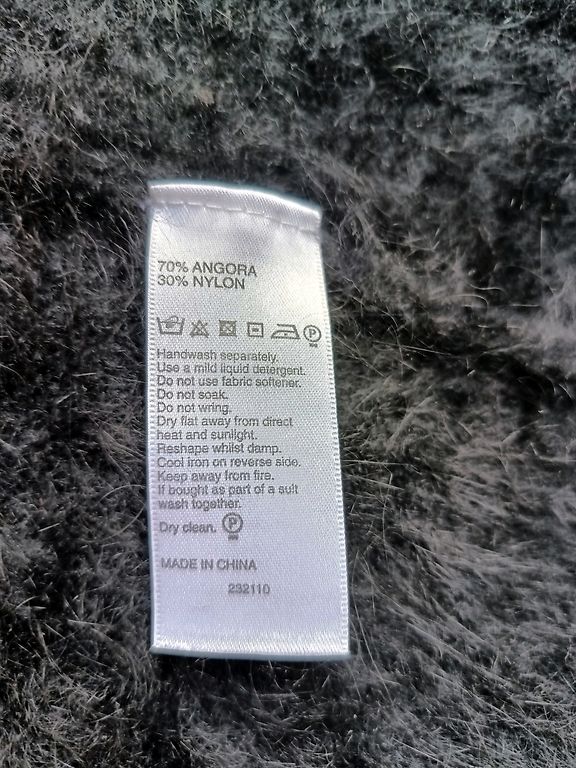 70% ANGORA
30% NYLON
Handwash separately.
Use a mild liquid detergent.
Do not use fabric softener.
Do not soak.
Do not wring.
Dry flat away from direct
heat and sunlight.
Reshape whilst damp.
Cool iron on reverse side.
Keep away from fire.
If bought as part of a suit
wash together.
Dry clean. P
MADE IN CHINA
232110